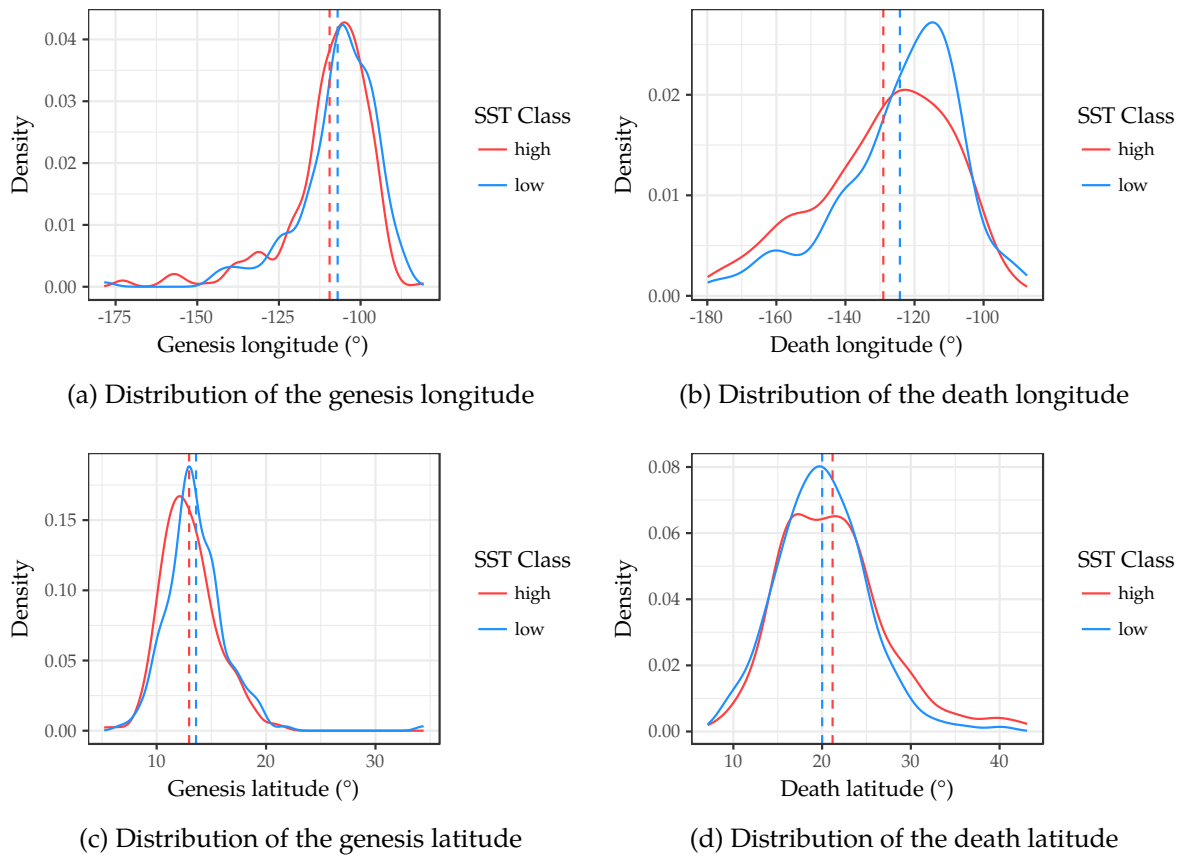 0.04
0.03
0.02
0.01
0.00
Density
-175
-150
-125
-100
Genesis longitude (°)
SST Class
high
low
(a) Distribution of the genesis longitude
0.02
0.01
0.00
Density
-180
-160
-140
-120
-100
Death longitude (°)
SST Class
high
low
(b) Distribution of the death longitude
0.15
0.10
0.05
0.00
Density
10
20
30
Genesis latitude (°)
SST Class
high
low
(c) Distribution of the genesis latitude
0.08
0.06
0.04
0.02
0.00
Density
10
20
30
40
Death latitude (°)
SST Class
high
low
(d) Distribution of the death latitude